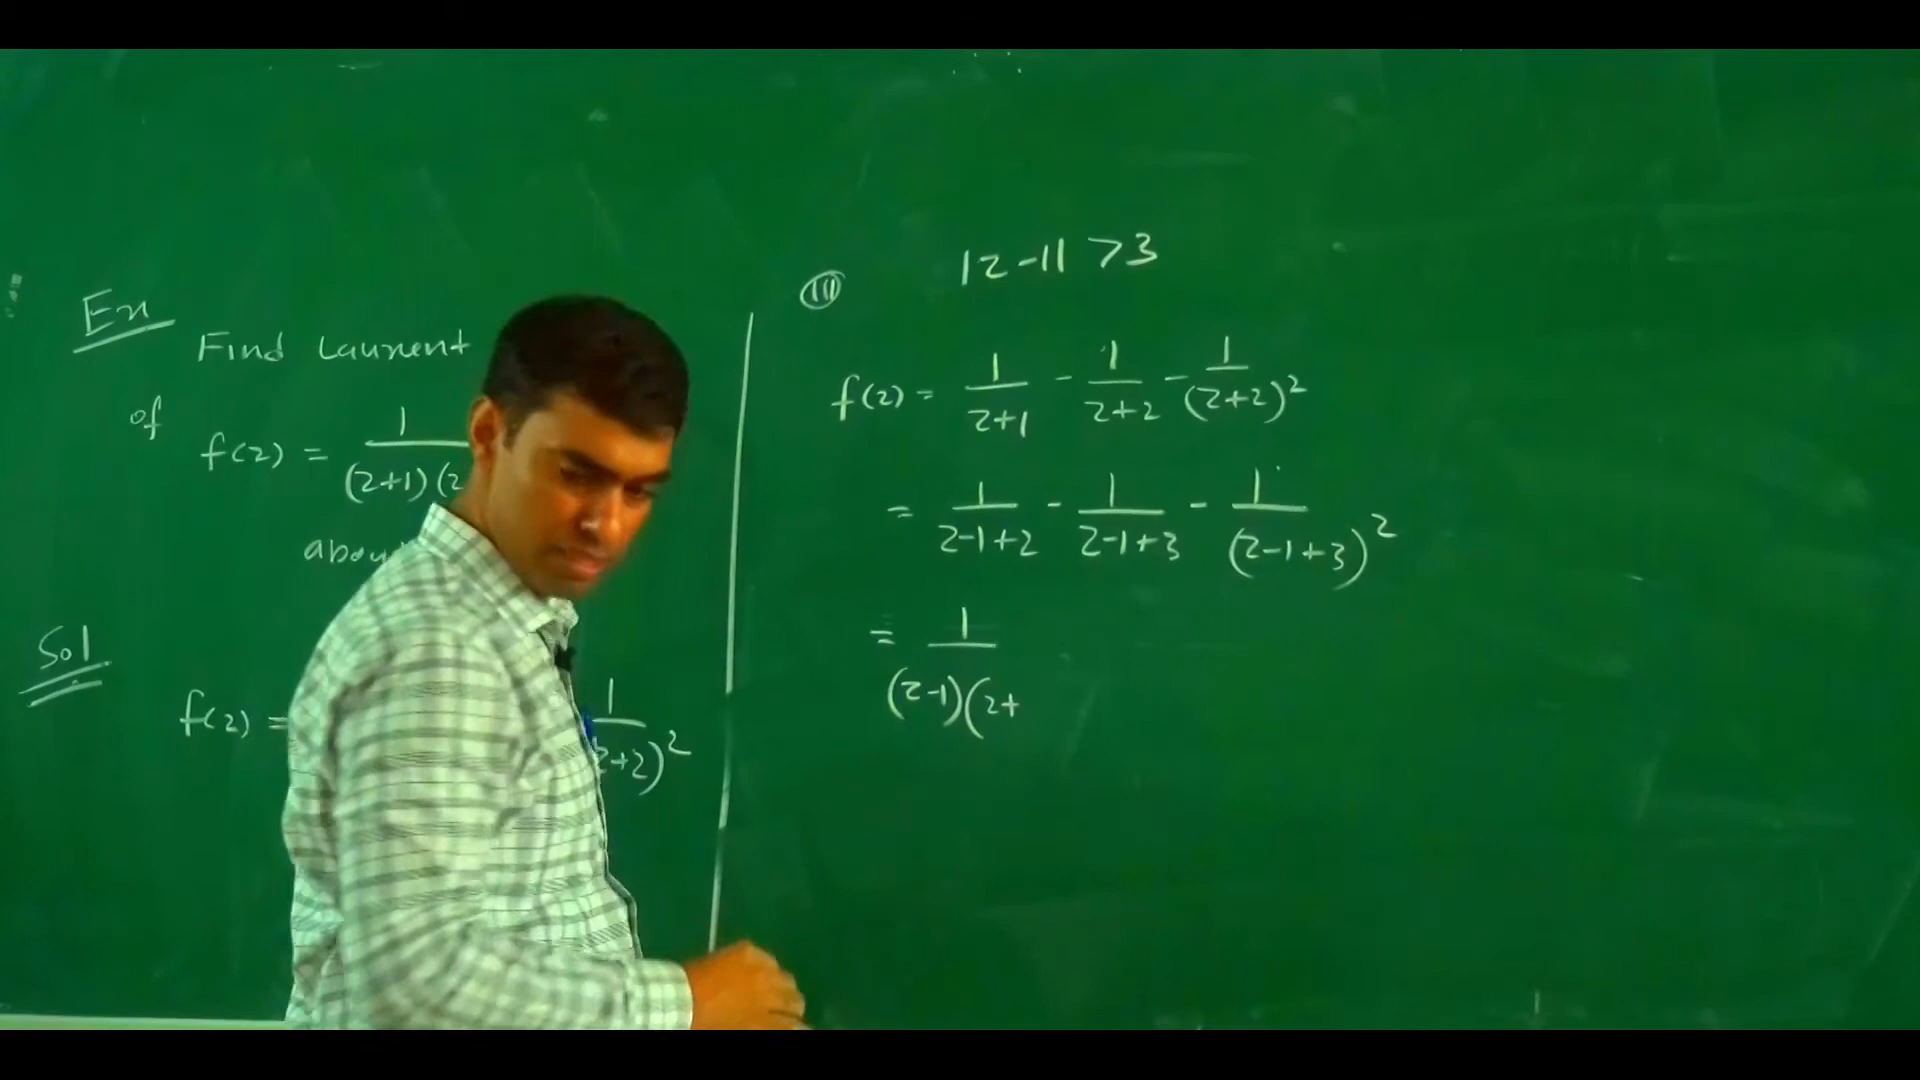 Ex
Find Laurent
of
f(z) = 1/((z+1)(z
about
Sol
f(z) =
1/(z+2)^2
(III) |z-1| >3
f(z) = 1/(z+1) - 1/(z+2) - 1/(z+2)^2
= 1/(z-1+2) - 1/(z-1+3) - 1/(z-1+3)^2
= 1/((z-1)(z+